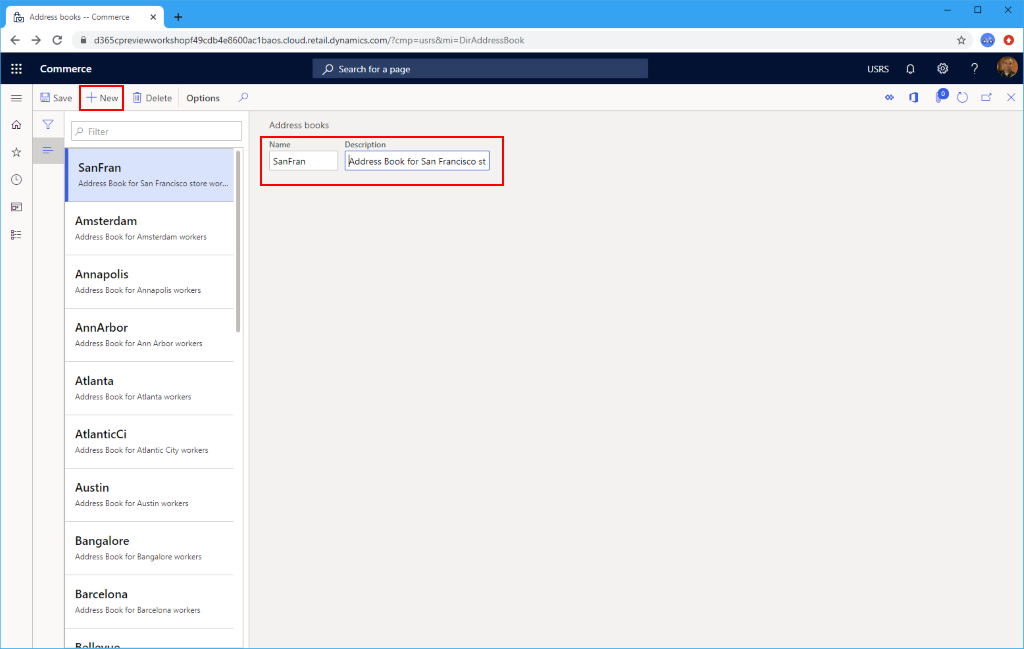 Address books -- Commerce
d365cpreviewworkshopf49cdb4e8600ac1baos.cloud.retail.dynamics.com/?cmp=usrs&mi=DirAddressBook
Commerce
Search for a page
USRS
Save
New
Delete
Options
0
Filter
SanFran
Address Book for San Francisco store wor...
Amsterdam
Address Book for Amsterdam workers
Annapolis
Address Book for Annapolis workers
AnnArbor
Address Book for Ann Arbor workers
Atlanta
Address Book for Atlanta workers
AtlanticCi
Address Book for Atlantic City workers
Austin
Address Book for Austin workers
Bangalore
Address Book for Bangalore workers
Barcelona
Address Book for Barcelona workers
Bellevue
Address books
Name Description
SanFran Address Book for San Francisco st